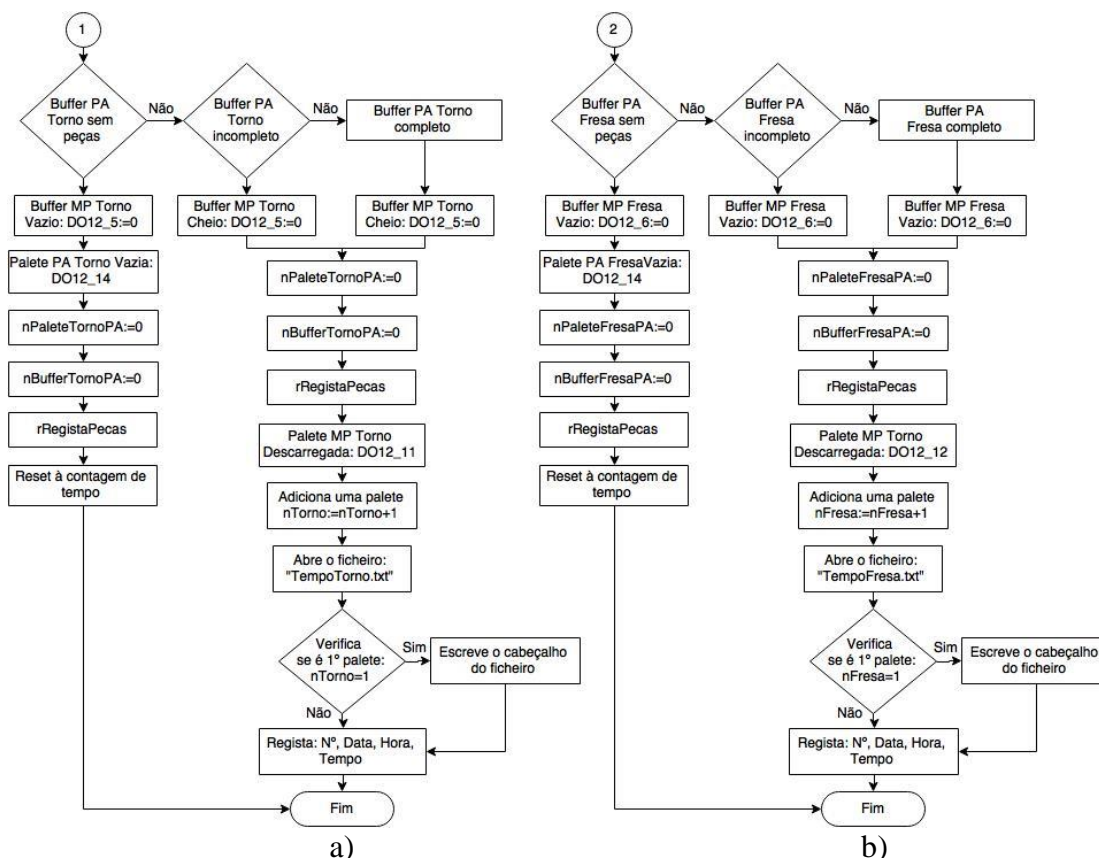 1
Buffer PA
Torno sem
peças
Não
Buffer PA
Torno
incompleto
Não
Buffer PA Torno
completo
Buffer MP Torno
Vazio: DO12_5:=0
Buffer MP Torno
Cheio: DO12_5:=0
Buffer MP Torno
Cheio: DO12_5:=0
Palete PA Torno Vazia:
DO12_14
nPaleteTornoPA:=0
nBufferTornoPA:=0
rRegistaPecas
Reset à contagem de
tempo
nPaleteTornoPA:=0
nBufferTornoPA:=0
rRegistaPecas
Palete MP Torno
Descarregada: DO12_11
Adiciona uma palete
nTorno:=nTorno+1
Abre o ficheiro:
"TempoTorno.txt"
Verifica
se é 1º palete:
nTorno=1
Sim
Escreve o cabeçalho
do ficheiro
Não
Regista: Nº, Data, Hora,
Tempo
Fim
a)
2
Buffer PA
Fresa sem
peças
Não
Buffer PA
Fresa
incompleto
Não
Buffer PA
Fresa completo
Buffer MP Fresa
Vazio: DO12_6:=0
Buffer MP Fresa
Vazio: DO12_6:=0
Buffer MP Fresa
Vazio: DO12_6:=0
Palete PA FresaVazia:
DO12_14
nPaleteFresaPA:=0
nBufferFresaPA:=0
rRegistaPecas
Reset à contagem de
tempo
nPaleteFresaPA:=0
nBufferFresaPA:=0
rRegistaPecas
Palete MP Torno
Descarregada: DO12_12
Adiciona uma palete
nFresa:=nFresa+1
Abre o ficheiro:
"TempoFresa.txt"
Verifica
se é 1º palete:
nFresa=1
Sim
Escreve o cabeçalho
do ficheiro
Não
Regista: Nº, Data, Hora,
Tempo
Fim
b)